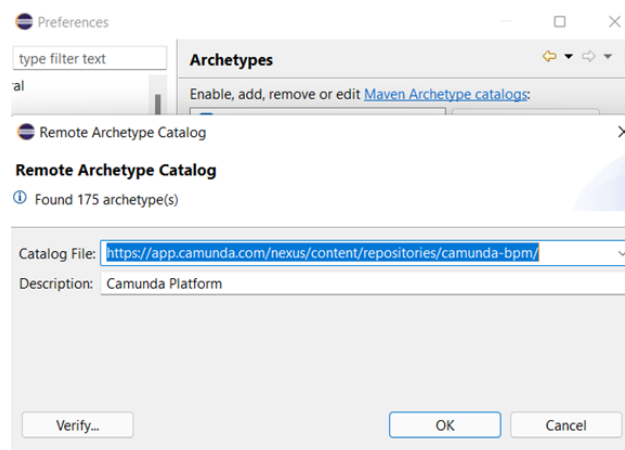 Preferences
type filter text
Archetypes
ral
Enable, add, remove or edit Maven Archetype catalogs:
Remote Archetype Catalog
Remote Archetype Catalog
Found 175 archetype(s)
Catalog File: https://app.camunda.com/nexus/content/repositories/camunda-bpm/
Description: Camunda Platform
Verify... OK Cancel